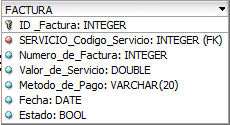 FACTURA
ID _Factura: INTEGER
SERVICIO_Codigo_Servicio: INTEGER (FK)
Numero_de_Factura: INTEGER
Valor_de_Servicio: DOUBLE
Metodo_de_Pago: VARCHAR(20)
Fecha: DATE
Estado: BOOL